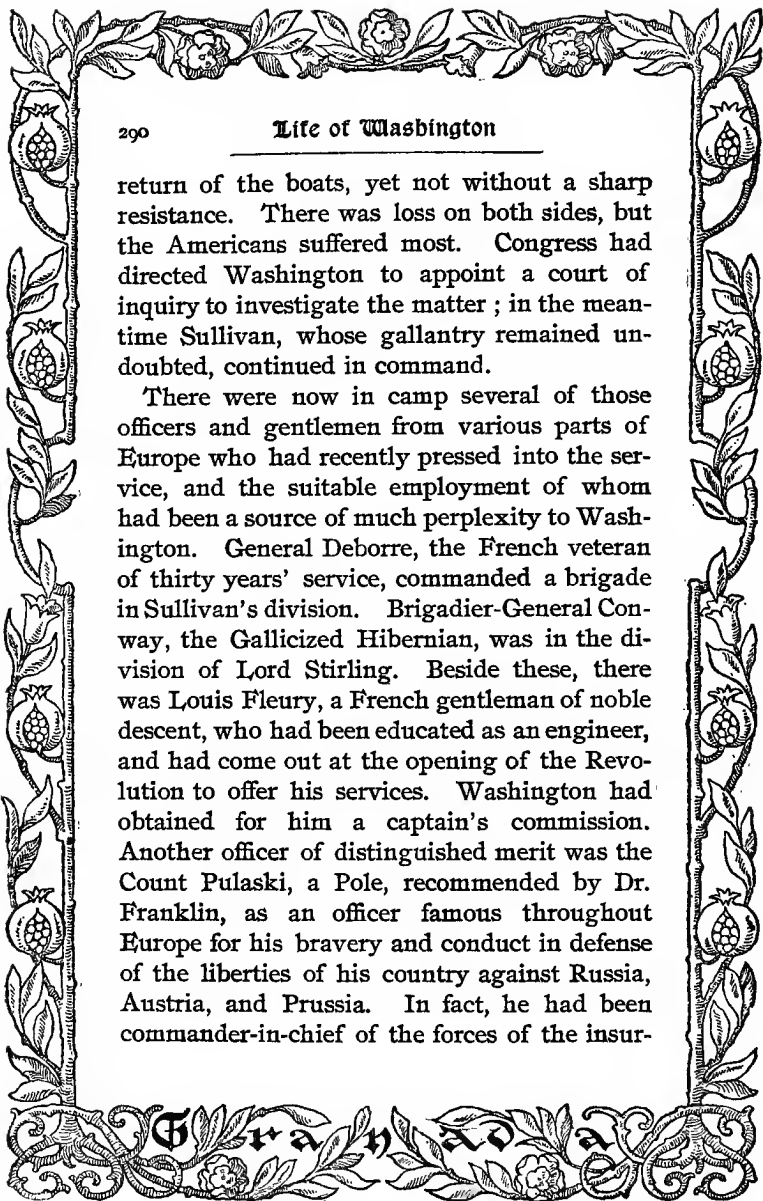 290 Life of Washington
return of the boats, yet not without a sharp
resistance. There was loss on both sides, but
the Americans suffered most. Congress had
directed Washington to appoint a court of
inquiry to investigate the matter ; in the mean-
time Sullivan, whose gallantry remained un-
doubted, continued in command.
There were now in camp several of those
officers and gentlemen from various parts of
Europe who had recently pressed into the ser-
vice, and the suitable employment of whom
had been a source of much perplexity to Wash-
ington. General Deborre, the French veteran
of thirty years’ service, commanded a brigade
in Sullivan’s division. Brigadier-General Con-
way, the Gallicized Hibernian, was in the di-
vision of Lord Stirling. Beside these, there
was Louis Fleury, a French gentleman of noble
descent, who had been educated as an engineer,
and had come out at the opening of the Revo-
lution to offer his services. Washington had
obtained for him a captain’s commission.
Another officer of distinguished merit was the
Count Pulaski, a Pole, recommended by Dr.
Franklin, as an officer famous throughout
Europe for his bravery and conduct in defense
of the liberties of his country against Russia,
Austria, and Prussia. In fact, he had been
commander-in-chief of the forces of the insur-
Granada